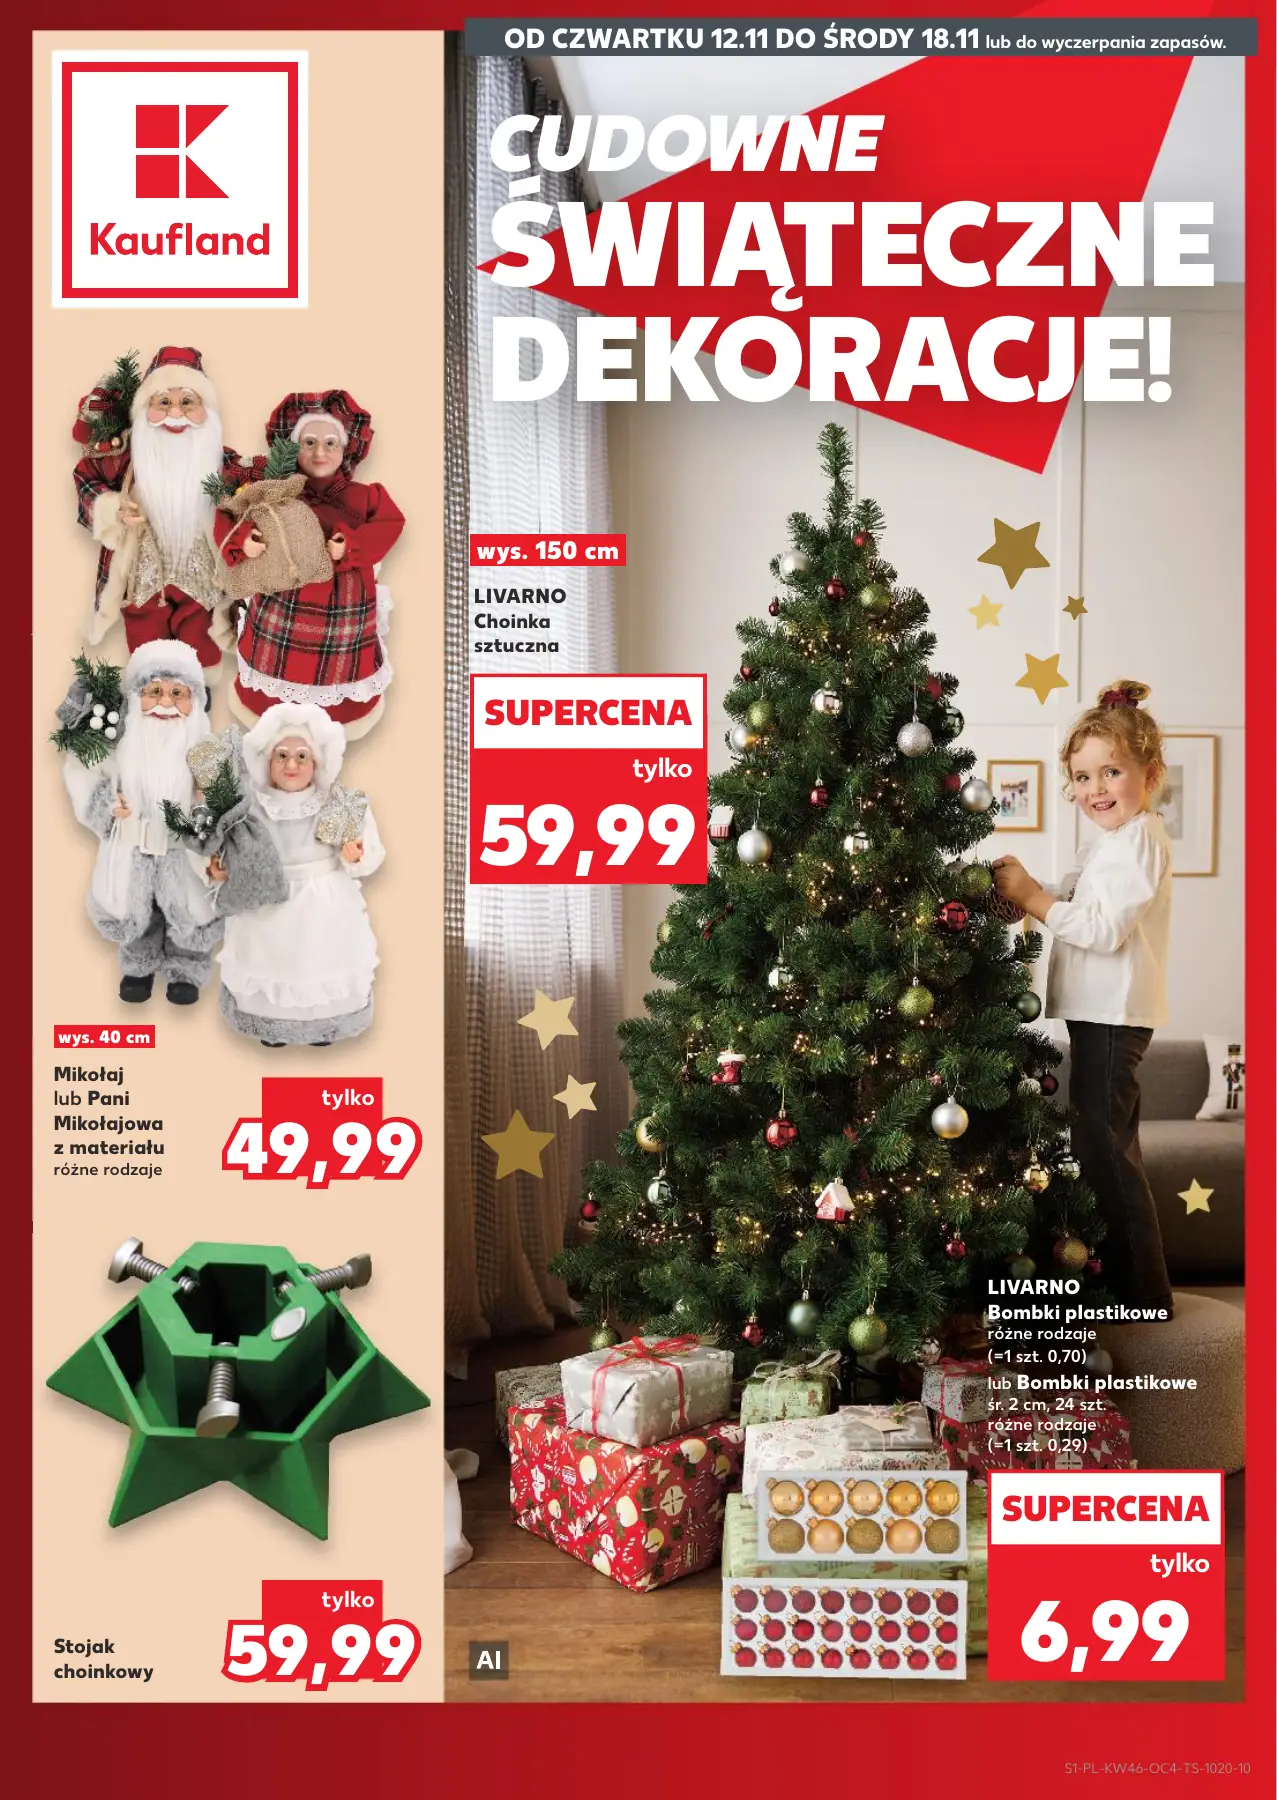 OD CZWARTKU 12.11 DO ŚRODY 18.11 lub do wyczerpania zapasów.
Kaufland
CUDOWNE
ŚWIĄTECZNE
DEKORACJE!
wys. 150 cm
LIVARNO
Choinka
sztuczna
SUPERCENA
tylko
59,99
wys. 40 cm
Mikołaj
lub Pani
Mikołajowa
z materiału
różne rodzaje
tylko
49,99
Stojak
choinkowy
tylko
59,99
LIVARNO
Bombki plastikowe
różne rodzaje
(=1 szt. 0,70)
lub Bombki plastikowe
śr. 2 cm, 24 szt.
różne rodzaje
(=1 szt. 0,29)
SUPERCENA
tylko
6,99
AI
S1-PL-KW46-OC4-TS-1020-10